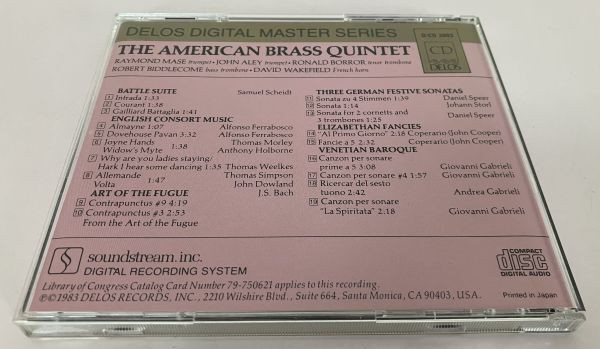 DELOS DIGITAL MASTER SERIES
D/CD 3003
THE AMERICAN BRASS QUINTET
CD
DELOS
RAYMOND MASE trumpet • JOHN ALEY trumpet • RONALD BORROR tenor trombone
ROBERT BIDDLECOME bass trombone • DAVID WAKEFIELD French horn
BATTLE SUITE Samuel Scheidt
1 Intrada 1:33
2 Courant 1:38
3 Gailliard Battaglia 1:41
ENGLISH CONSORT MUSIC
4 Almayne 1:07 Alfonso Ferrabosco
5 Dovehouse Pavan 3:32 Alfonso Ferrabosco
6 Joyne Hands 1:38 Thomas Morley
Widow's Myte Anthony Holborne
7 Why are you ladies staying/
Hark I hear some dancing 1:35 Thomas Weelkes
8 Allemande 1:47 Thomas Simpson
Volta John Dowland
ART OF THE FUGUE J.S. Bach
9 Contrapunctus #9 4:19
10 Contrapunctus #3 2:53
From the Art of the Fugue
THREE GERMAN FESTIVE SONATAS
11 Sonata zu 4 Stimmen 1:39 Daniel Speer
12 Sonata 1:14 Johann Storl
13 Sonata for 2 cornetts and
3 trombones 1:25 Daniel Speer
ELIZABETHAN FANCIES
14 "Al Primo Giorno" 2:18 Coperario (John Cooper)
15 Fancie a 5 2:32 Coperario (John Cooper)
VENETIAN BAROQUE
16 Canzon per sonare
prime a 5 3:08 Giovanni Gabrieli
17 Canzon per sonare #4 1:57 Giovanni Gabrieli
18 Ricercar del sesto
tuono 2:42 Andrea Gabrieli
19 Canzon per sonare
"La Spiritata" 2:18 Giovanni Gabrieli
soundstream, inc.
DIGITAL RECORDING SYSTEM
COMPACT
disc
DIGITAL AUDIO
Library of Congress Catalog Card Number 79-750621 applies to this recording.
℗©1983 DELOS RECORDS, INC., 2210 Wilshire Blvd., Suite 664, Santa Monica, CA 90403, USA.
Printed in Japan